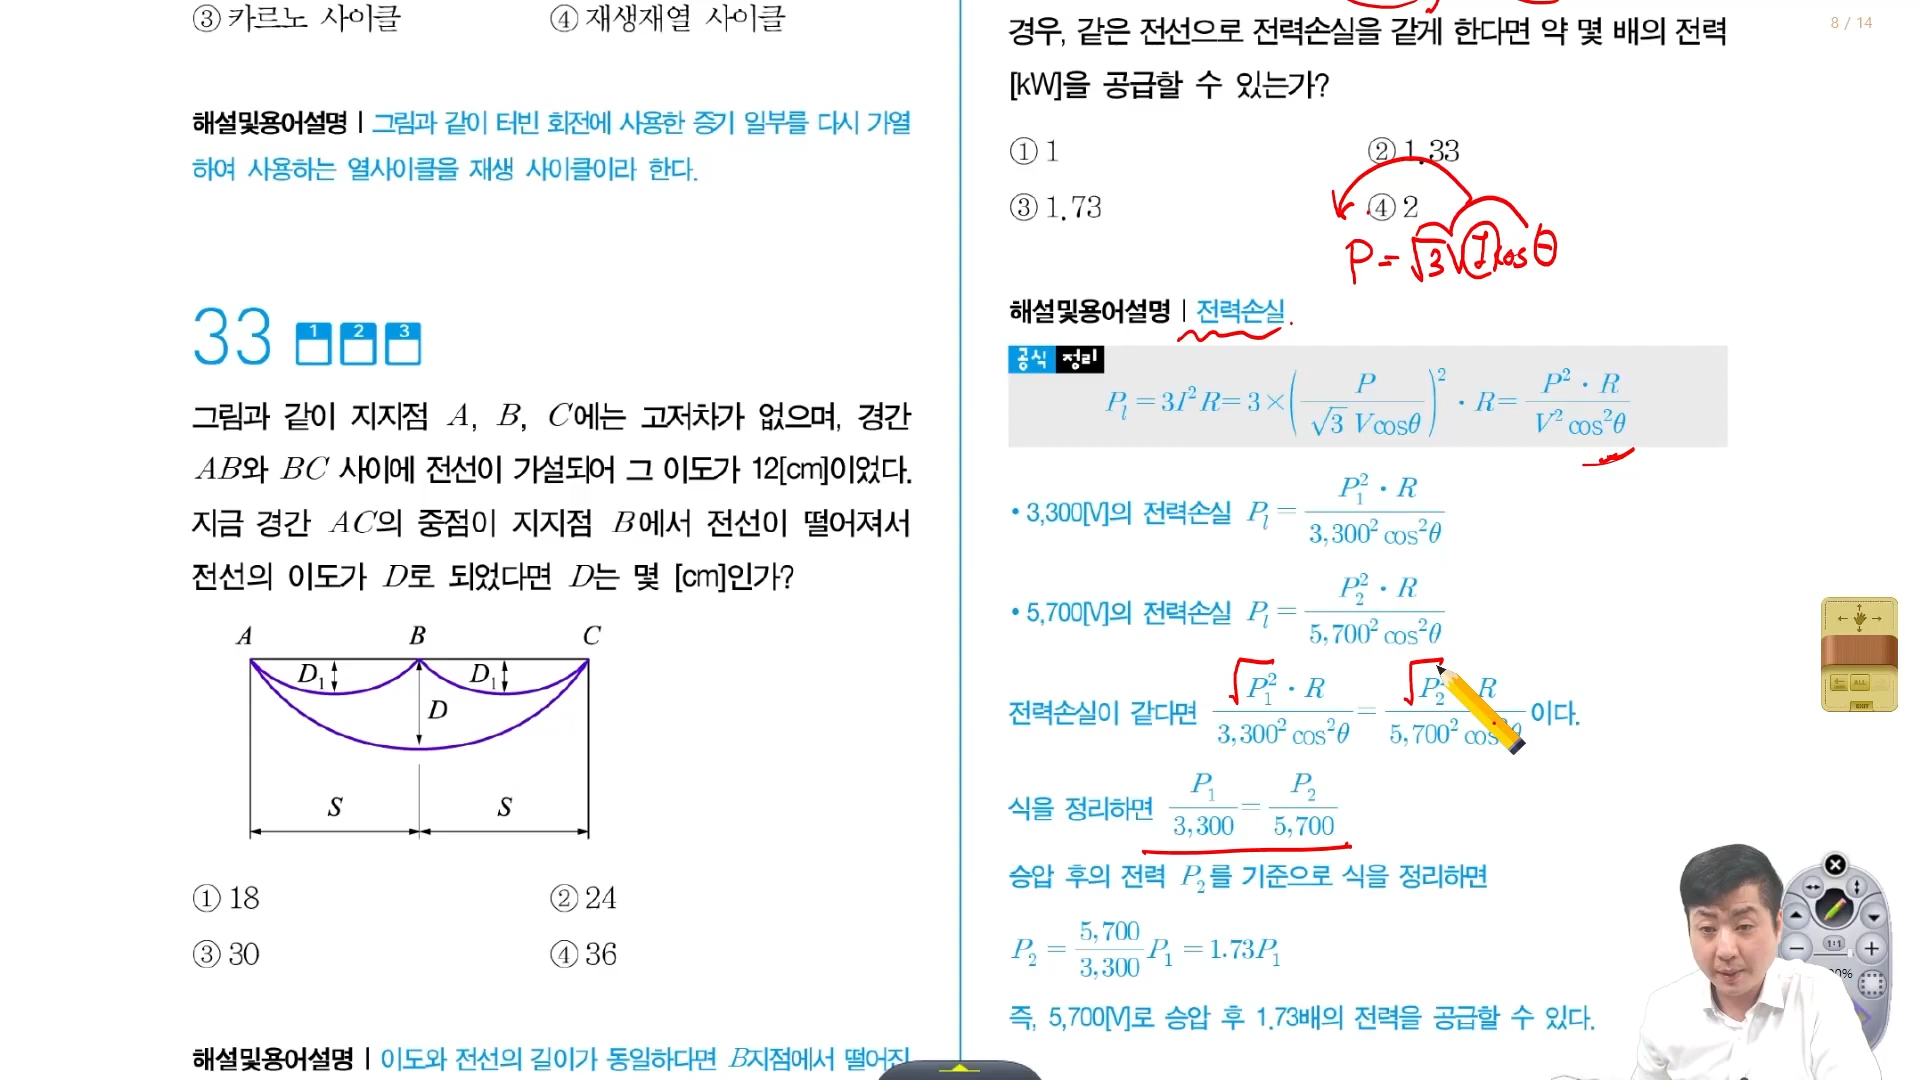 ③ 카르노 사이클 ④ 재생재열 사이클
해설및용어설명 | 그림과 같이 터빈 회전에 사용한 증기 일부를 다시 가열
하여 사용하는 열사이클을 재생 사이클이라 한다.
33 1 2 3
그림과 같이 지지점 A, B, C에는 고저차가 없으며, 경간
AB와 BC 사이에 전선이 가설되어 그 이도가 12[cm]이었다.
지금 경간 AC의 중점이 지지점 B에서 전선이 떨어져서
전선의 이도가 D로 되었다면 D는 몇 [cm]인가?
A B C
D₁ D₁
D
S S
① 18 ② 24
③ 30 ④ 36
해설및용어설명 | 이도와 전선의 길이가 동일하다면 B지점에서 떨어진
경우, 같은 전선으로 전력손실을 같게 한다면 약 몇 배의 전력
[kW]을 공급할 수 있는가?
① 1 ② 1.33
③ 1.73 ④ 2
P = √3 V I cos θ
해설및용어설명 | 전력손실
공식 정리
P_l = 3I²R = 3 × (P / √3 Vcosθ)² · R = P² · R / V² cos²θ
• 3,300[V]의 전력손실 P_l = P₁² · R / 3,300² cos²θ
• 5,700[V]의 전력손실 P_l = P₂² · R / 5,700² cos²θ
전력손실이 같다면 P₁² · R / 3,300² cos²θ = P₂ R / 5,700² cos θ 이다.
식을 정리하면 P₁ / 3,300 = P₂ / 5,700
승압 후의 전력 P₂를 기준으로 식을 정리하면
P₂ = 5,700 / 3,300 P₁ = 1.73P₁
즉, 5,700[V]로 승압 후 1.73배의 전력을 공급할 수 있다.
8 / 14
ALL
EXIT
1:1